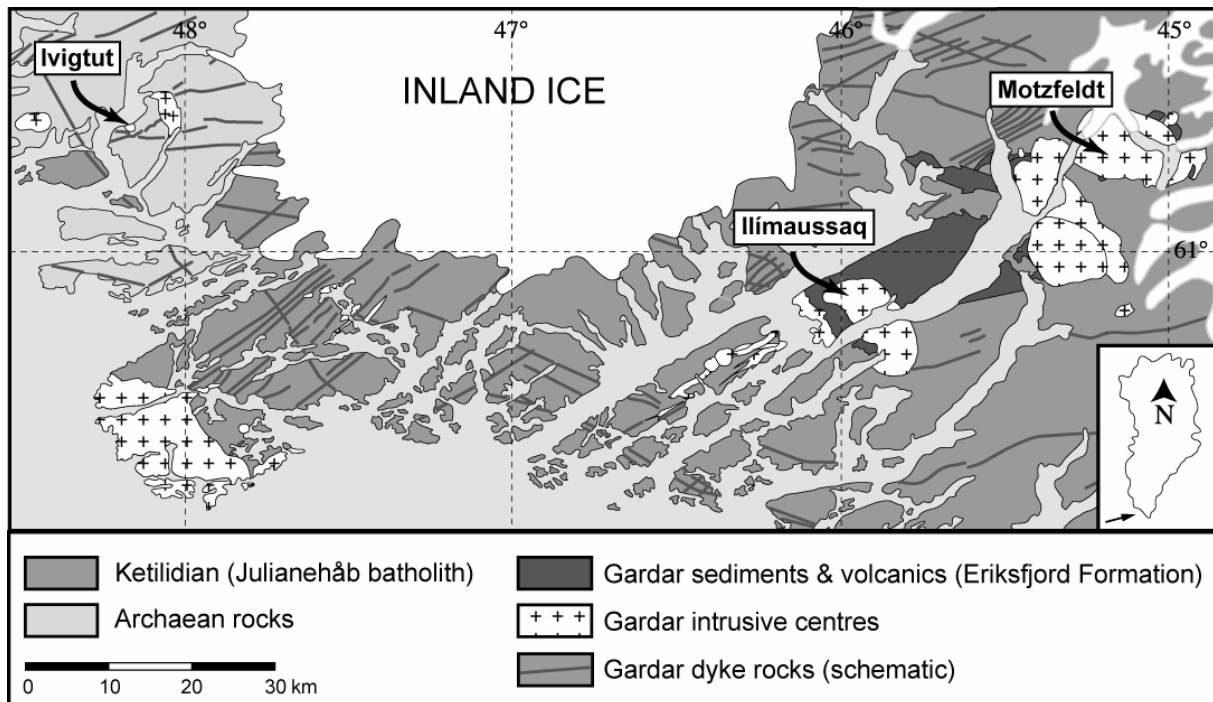 48°
47°
46°
45°
Ivigtut
INLAND ICE
Motzfeldt
Ilímaussaq
61°
N
Ketilidian (Julianehåb batholith)
Archaean rocks
0 10 20 30 km
Gardar sediments & volcanics (Eriksfjord Formation)
Gardar intrusive centres
Gardar dyke rocks (schematic)